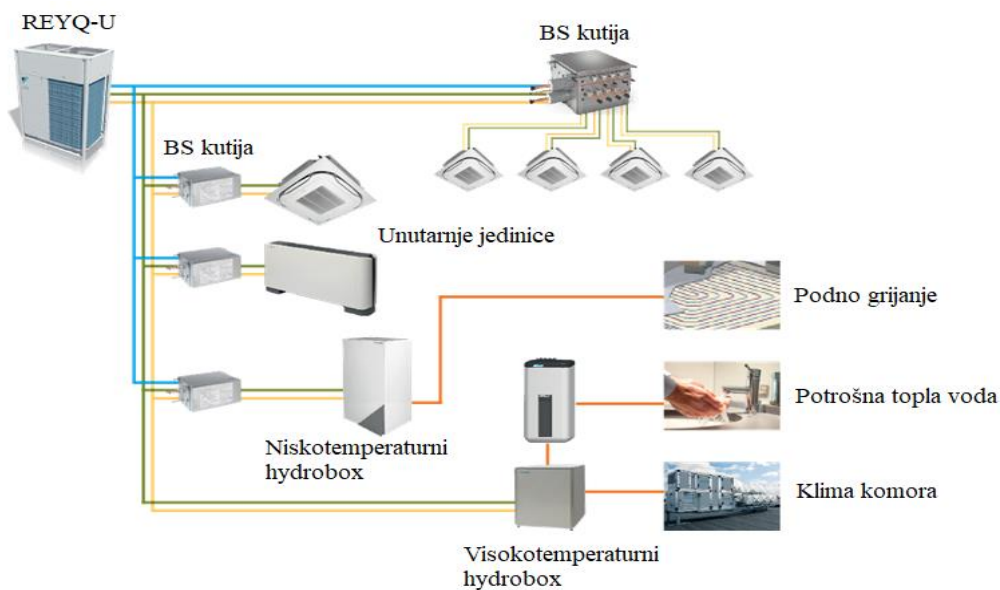 REYQ-U
BS kutija
BS kutija
Unutarnje jedinice
Podno grijanje
Potrošna topla voda
Niskotemperaturni
hydrobox
Klima komora
Visokotemperaturni
hydrobox